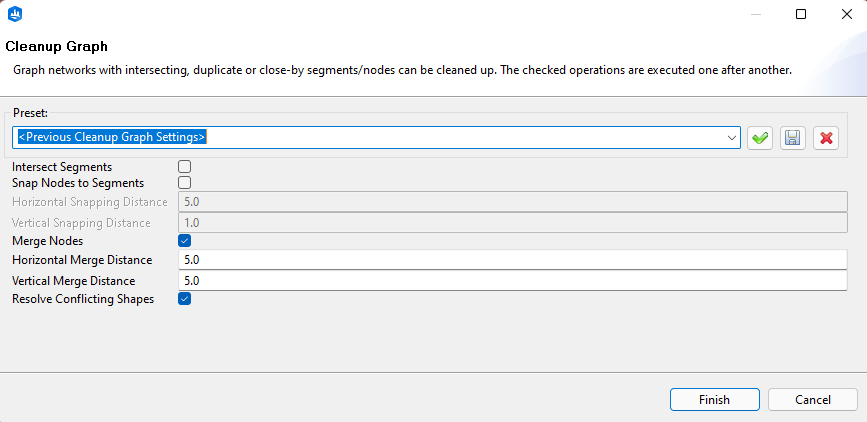 Cleanup Graph
Graph networks with intersecting, duplicate or close-by segments/nodes can be cleaned up. The checked operations are executed one after another.
Preset:
<Previous Cleanup Graph Settings>
Intersect Segments
Snap Nodes to Segments
Horizontal Snapping Distance 5.0
Vertical Snapping Distance 1.0
Merge Nodes
Horizontal Merge Distance 5.0
Vertical Merge Distance 5.0
Resolve Conflicting Shapes
Finish Cancel